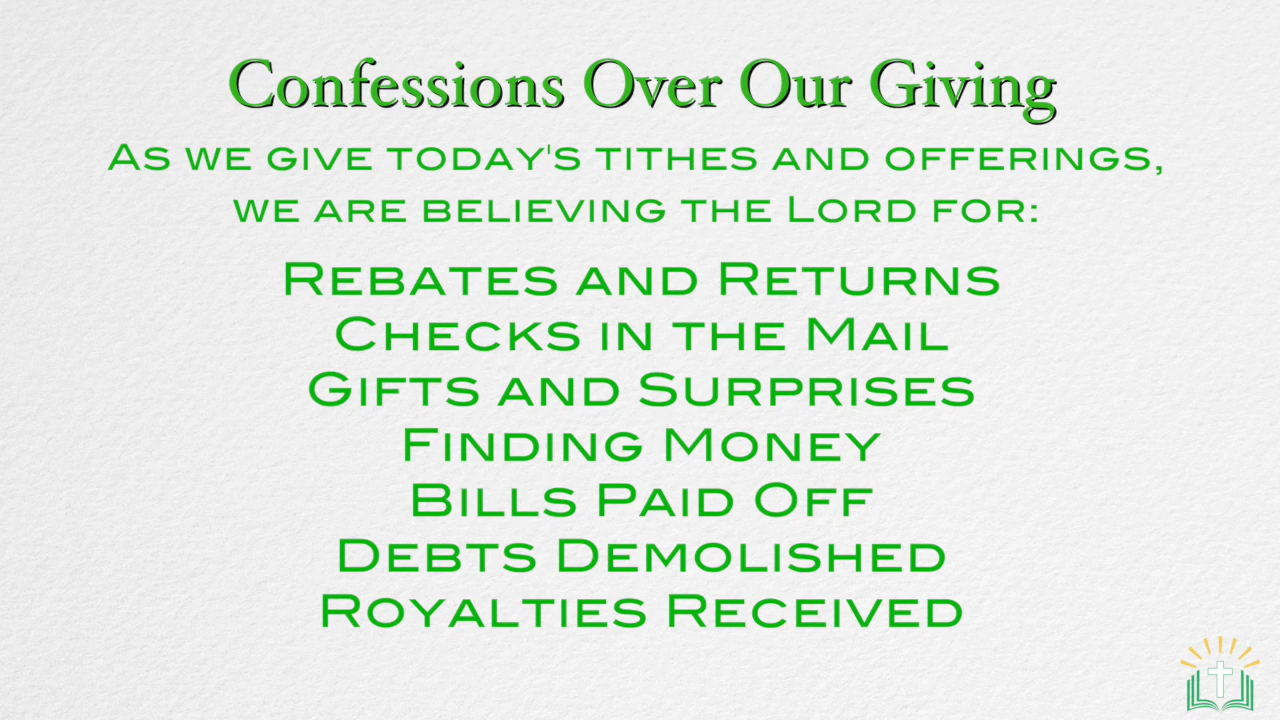 Confessions Over Our Giving
As we give today's tithes and offerings,
we are believing the Lord for:
Rebates and Returns
Checks in the Mail
Gifts and Surprises
Finding Money
Bills Paid Off
Debts Demolished
Royalties Received